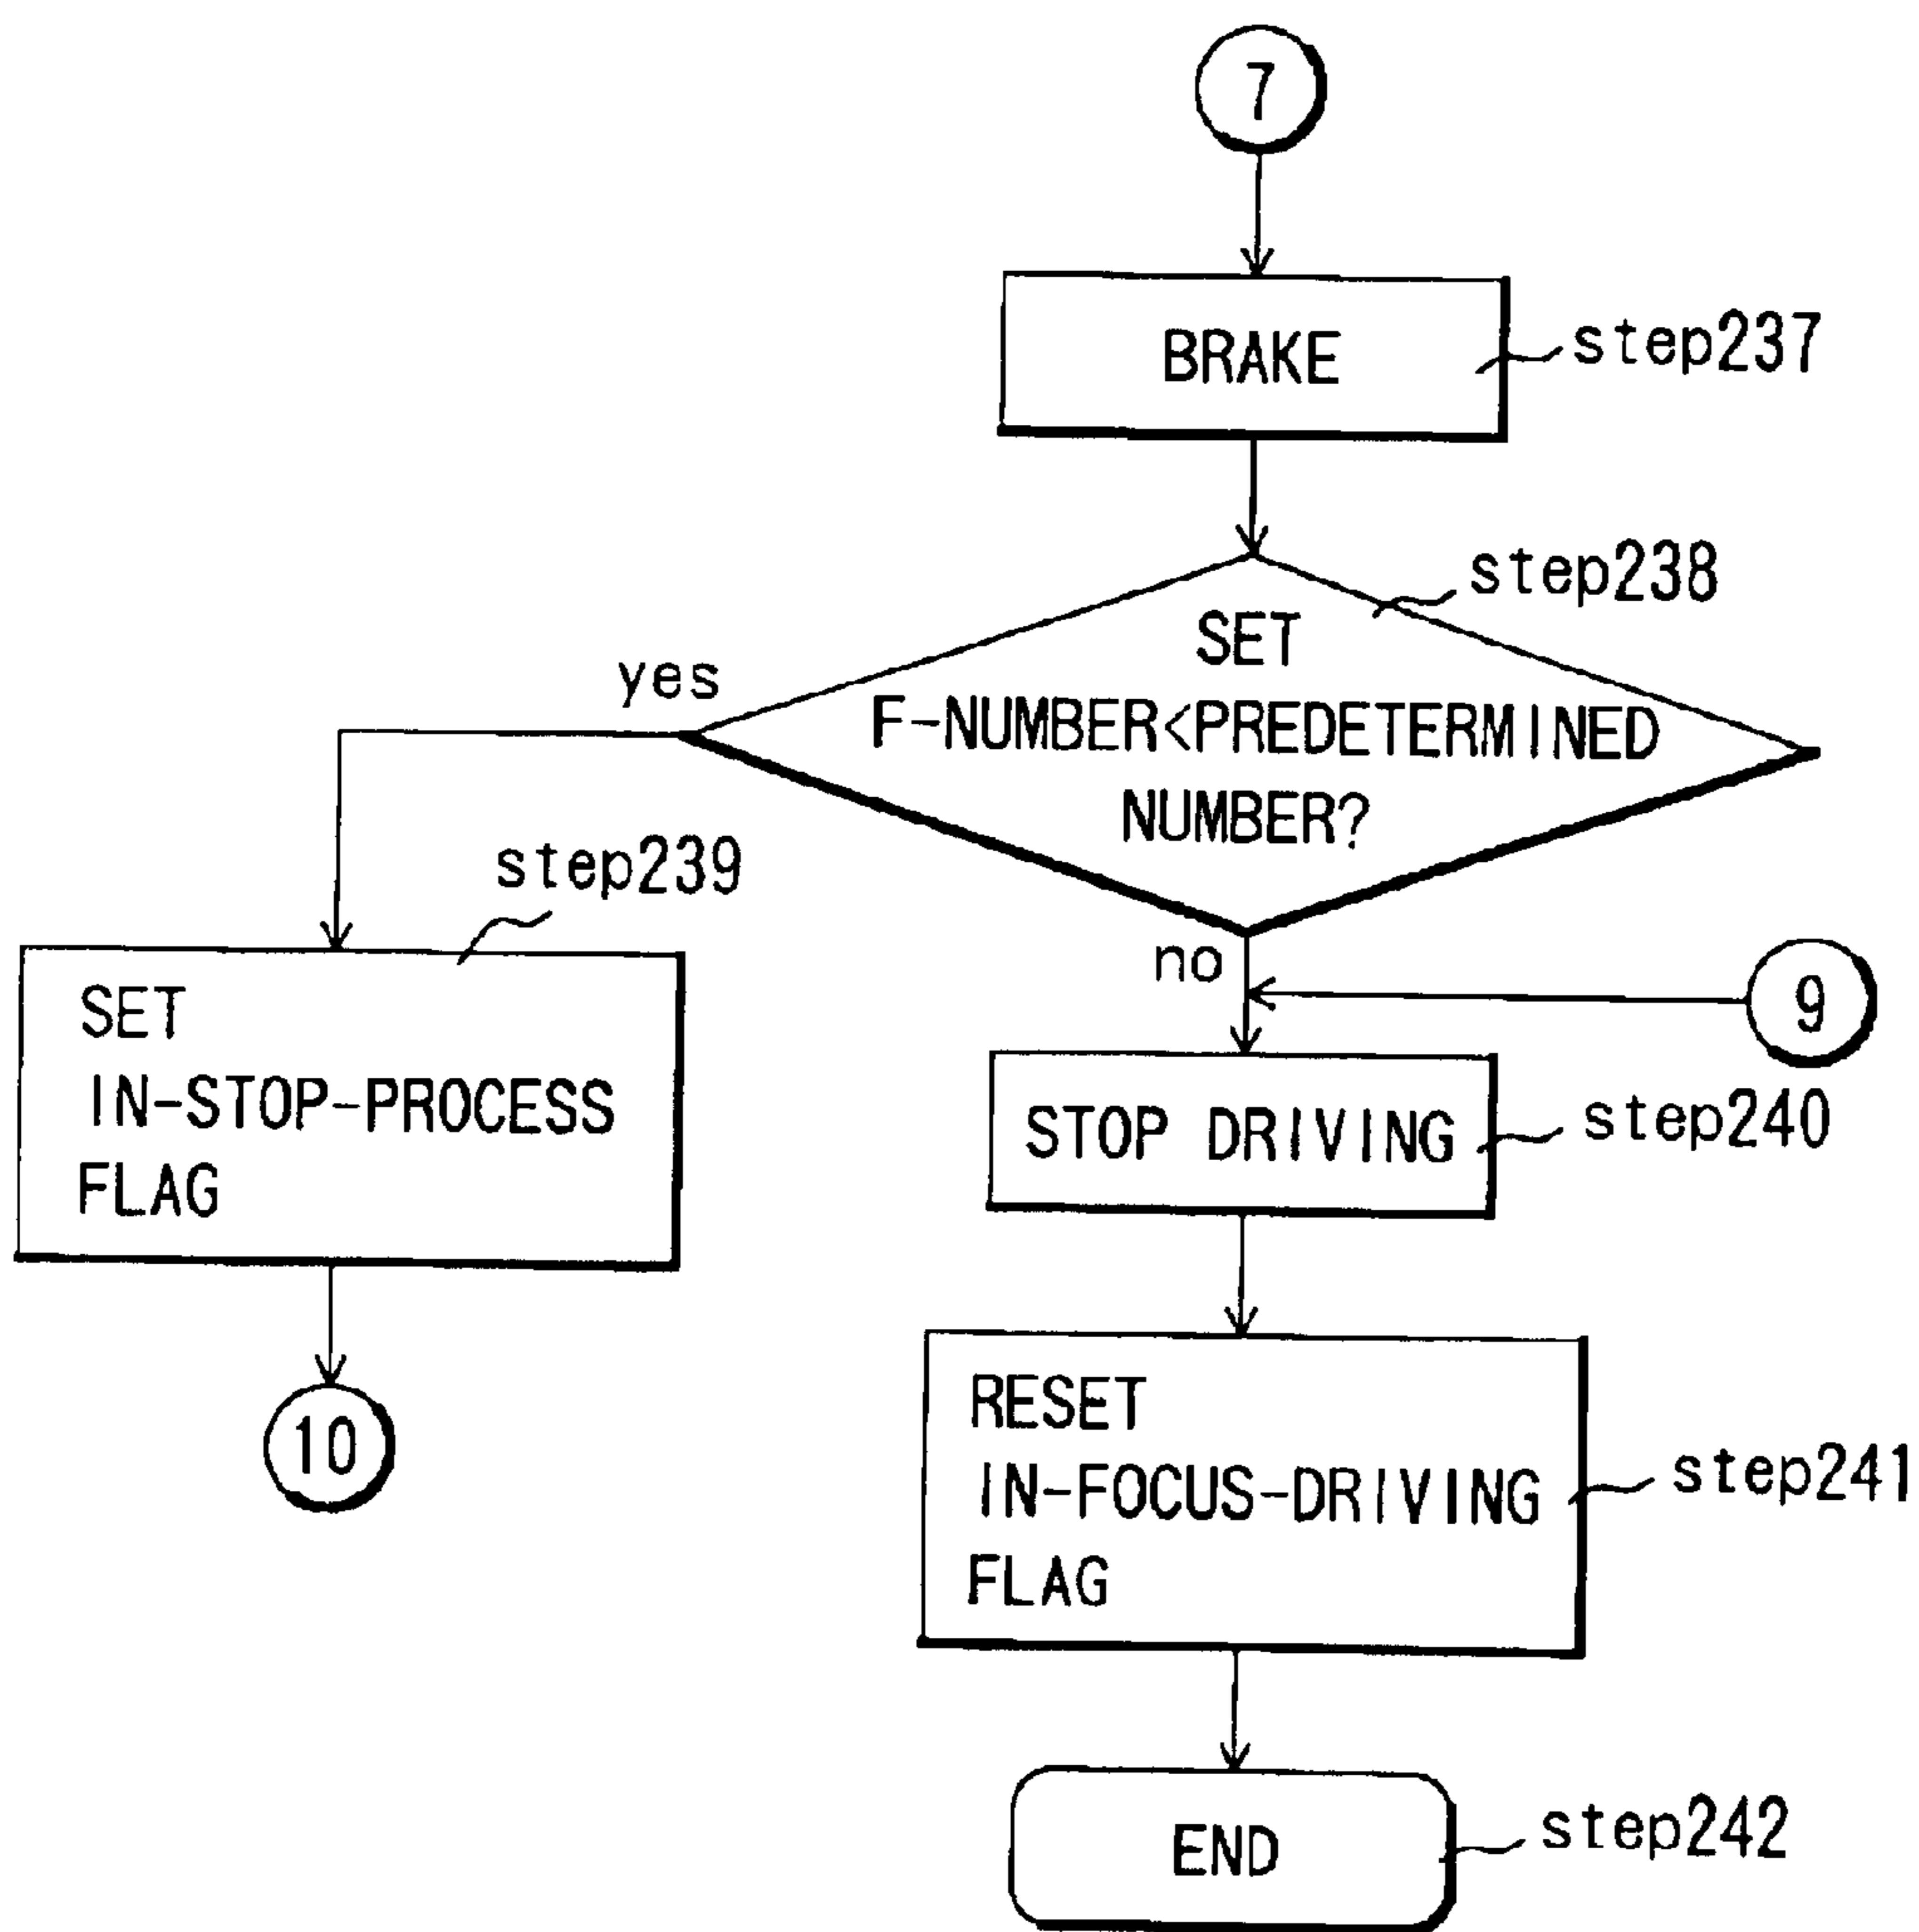 7
BRAKE
step237
step238
SET
F-NUMBER<PREDETERMINED
NUMBER?
yes
no
step239
SET
IN-STOP-PROCESS
FLAG
10
9
STOP DRIVING
step240
RESET
IN-FOCUS-DRIVING
FLAG
step241
END
step242